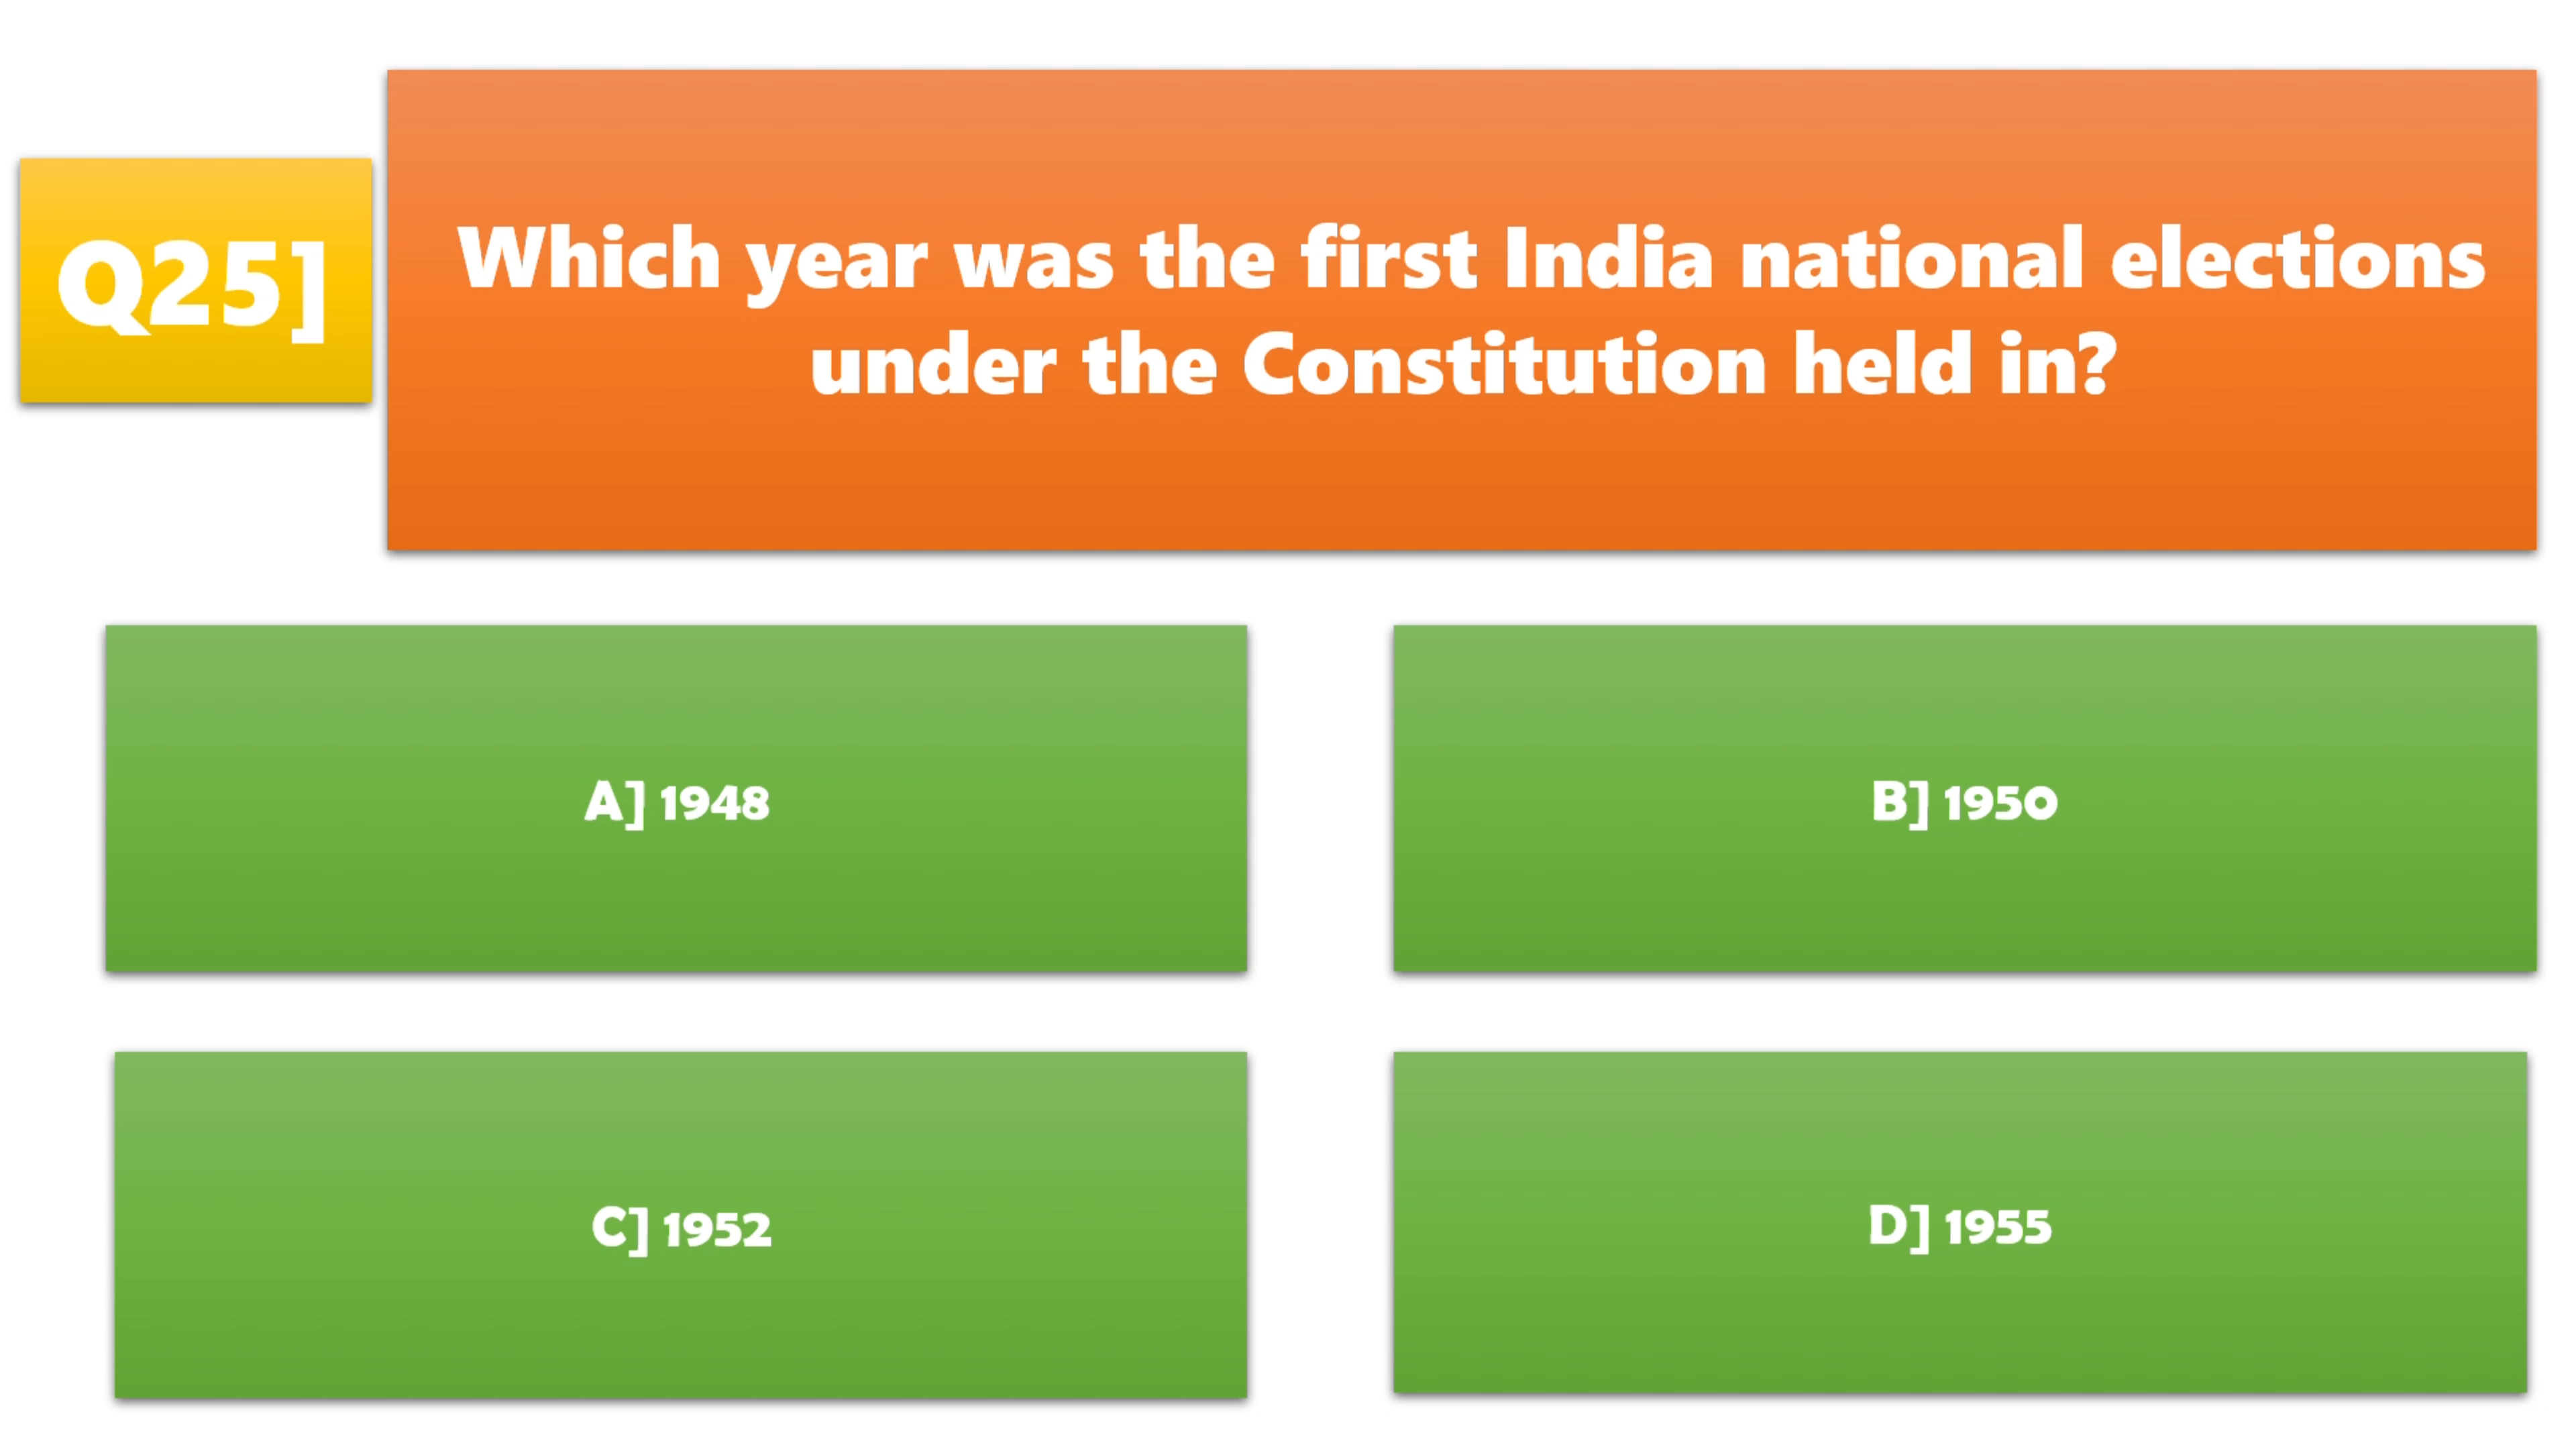 Q25]
Which year was the first India national elections
under the Constitution held in?
A] 1948
B] 1950
C] 1952
D] 1955